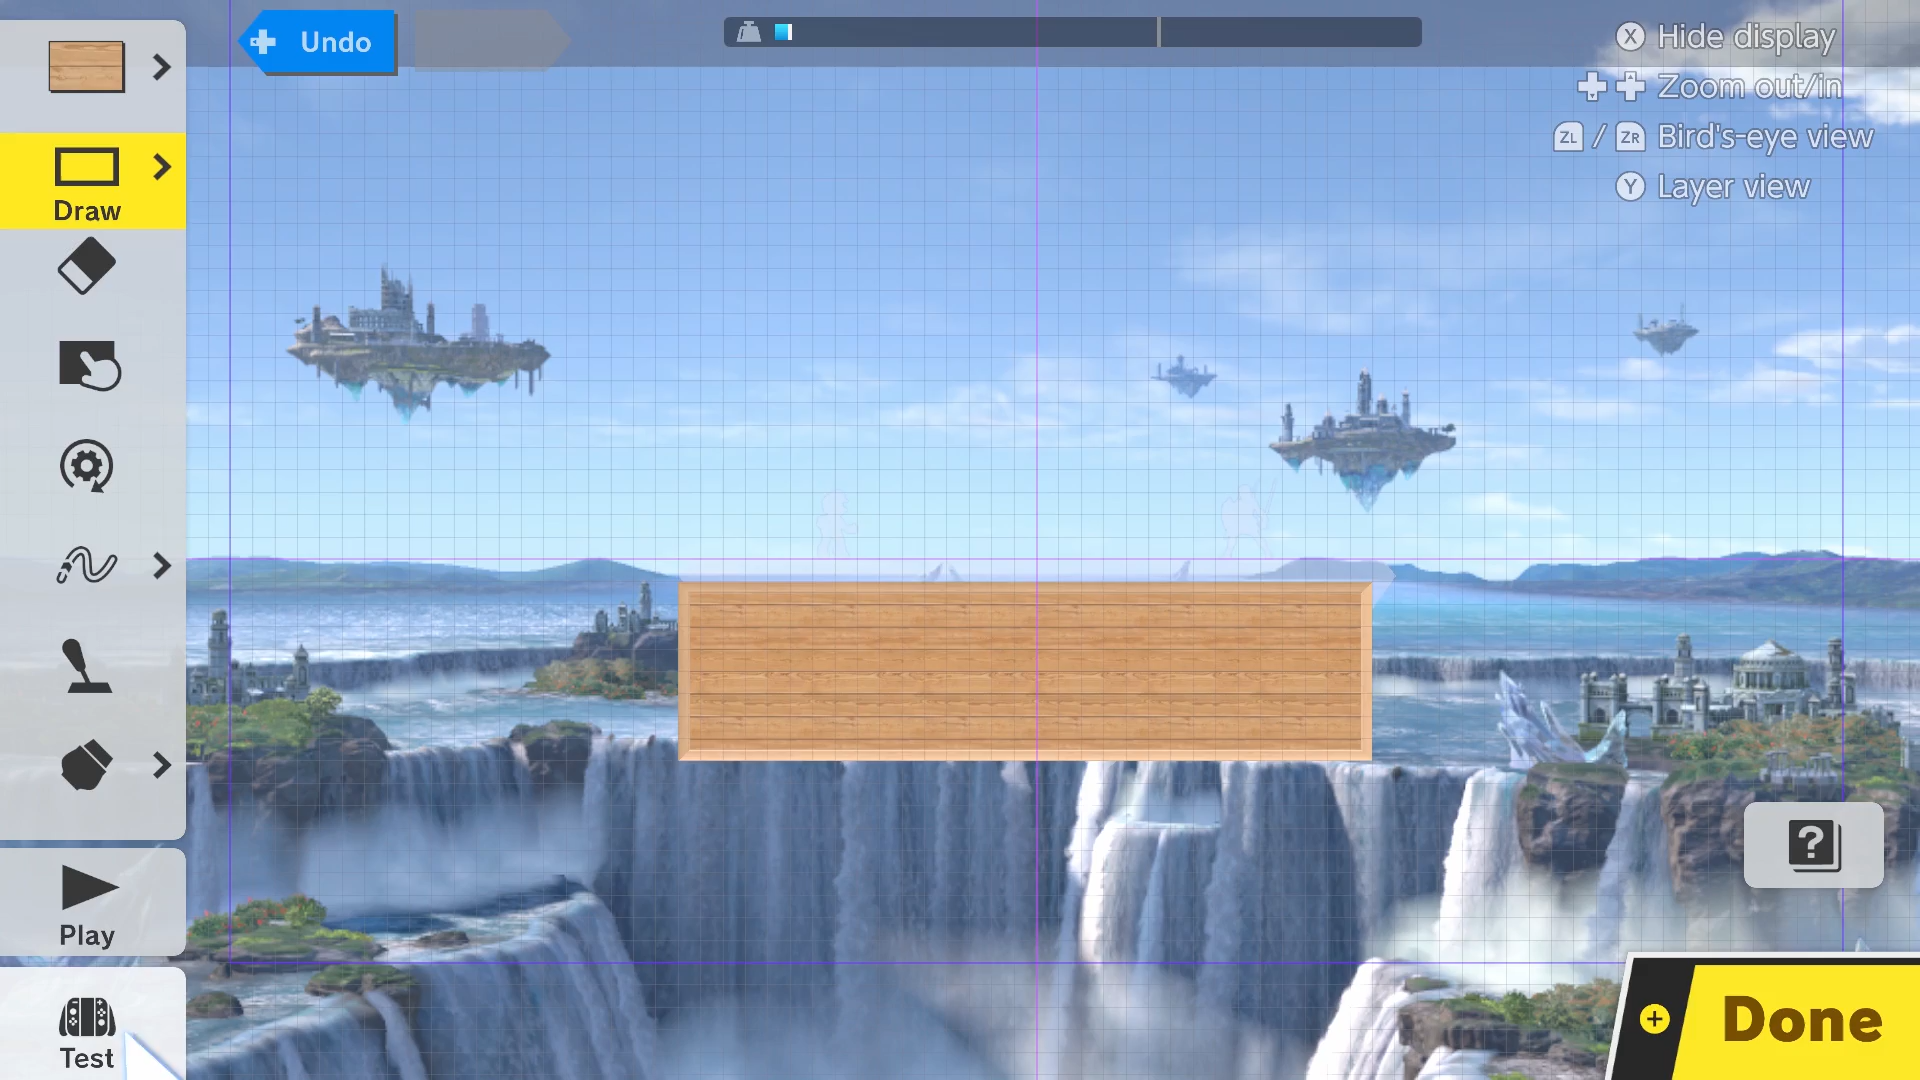 Undo
X Hide display
Zoom out/in
ZL / ZR Bird's-eye view
Y Layer view
Draw
Play
Test
?
+ Done